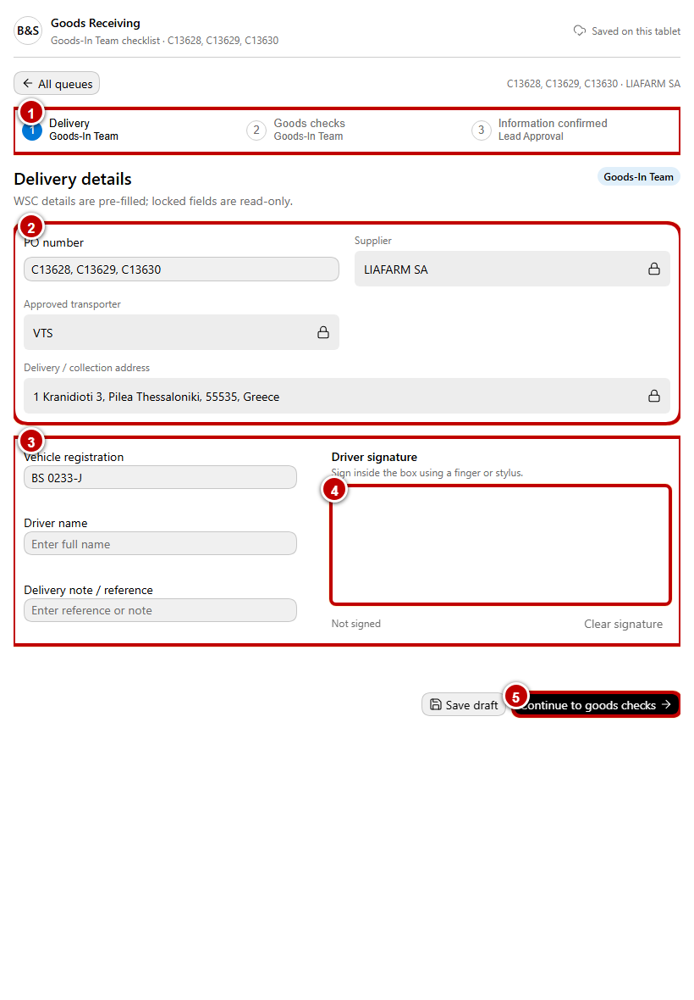 B&S
Goods Receiving
Goods-In Team checklist · C13628, C13629, C13630
Saved on this tablet
All queues
C13628, C13629, C13630 · LIAFARM SA
1
1
Delivery
Goods-In Team
2
Goods checks
Goods-In Team
3
Information confirmed
Lead Approval
Delivery details
Goods-In Team
WSC details are pre-filled; locked fields are read-only.
2
PO number
C13628, C13629, C13630
Supplier
LIAFARM SA
Approved transporter
VTS
Delivery / collection address
1 Kranidioti 3, Pilea Thessaloniki, 55535, Greece
3
Vehicle registration
BS 0233-J
Driver name
Enter full name
Delivery note / reference
Enter reference or note
Driver signature
Sign inside the box using a finger or stylus.
4
Not signed
Clear signature
Save draft
5
Continue to goods checks